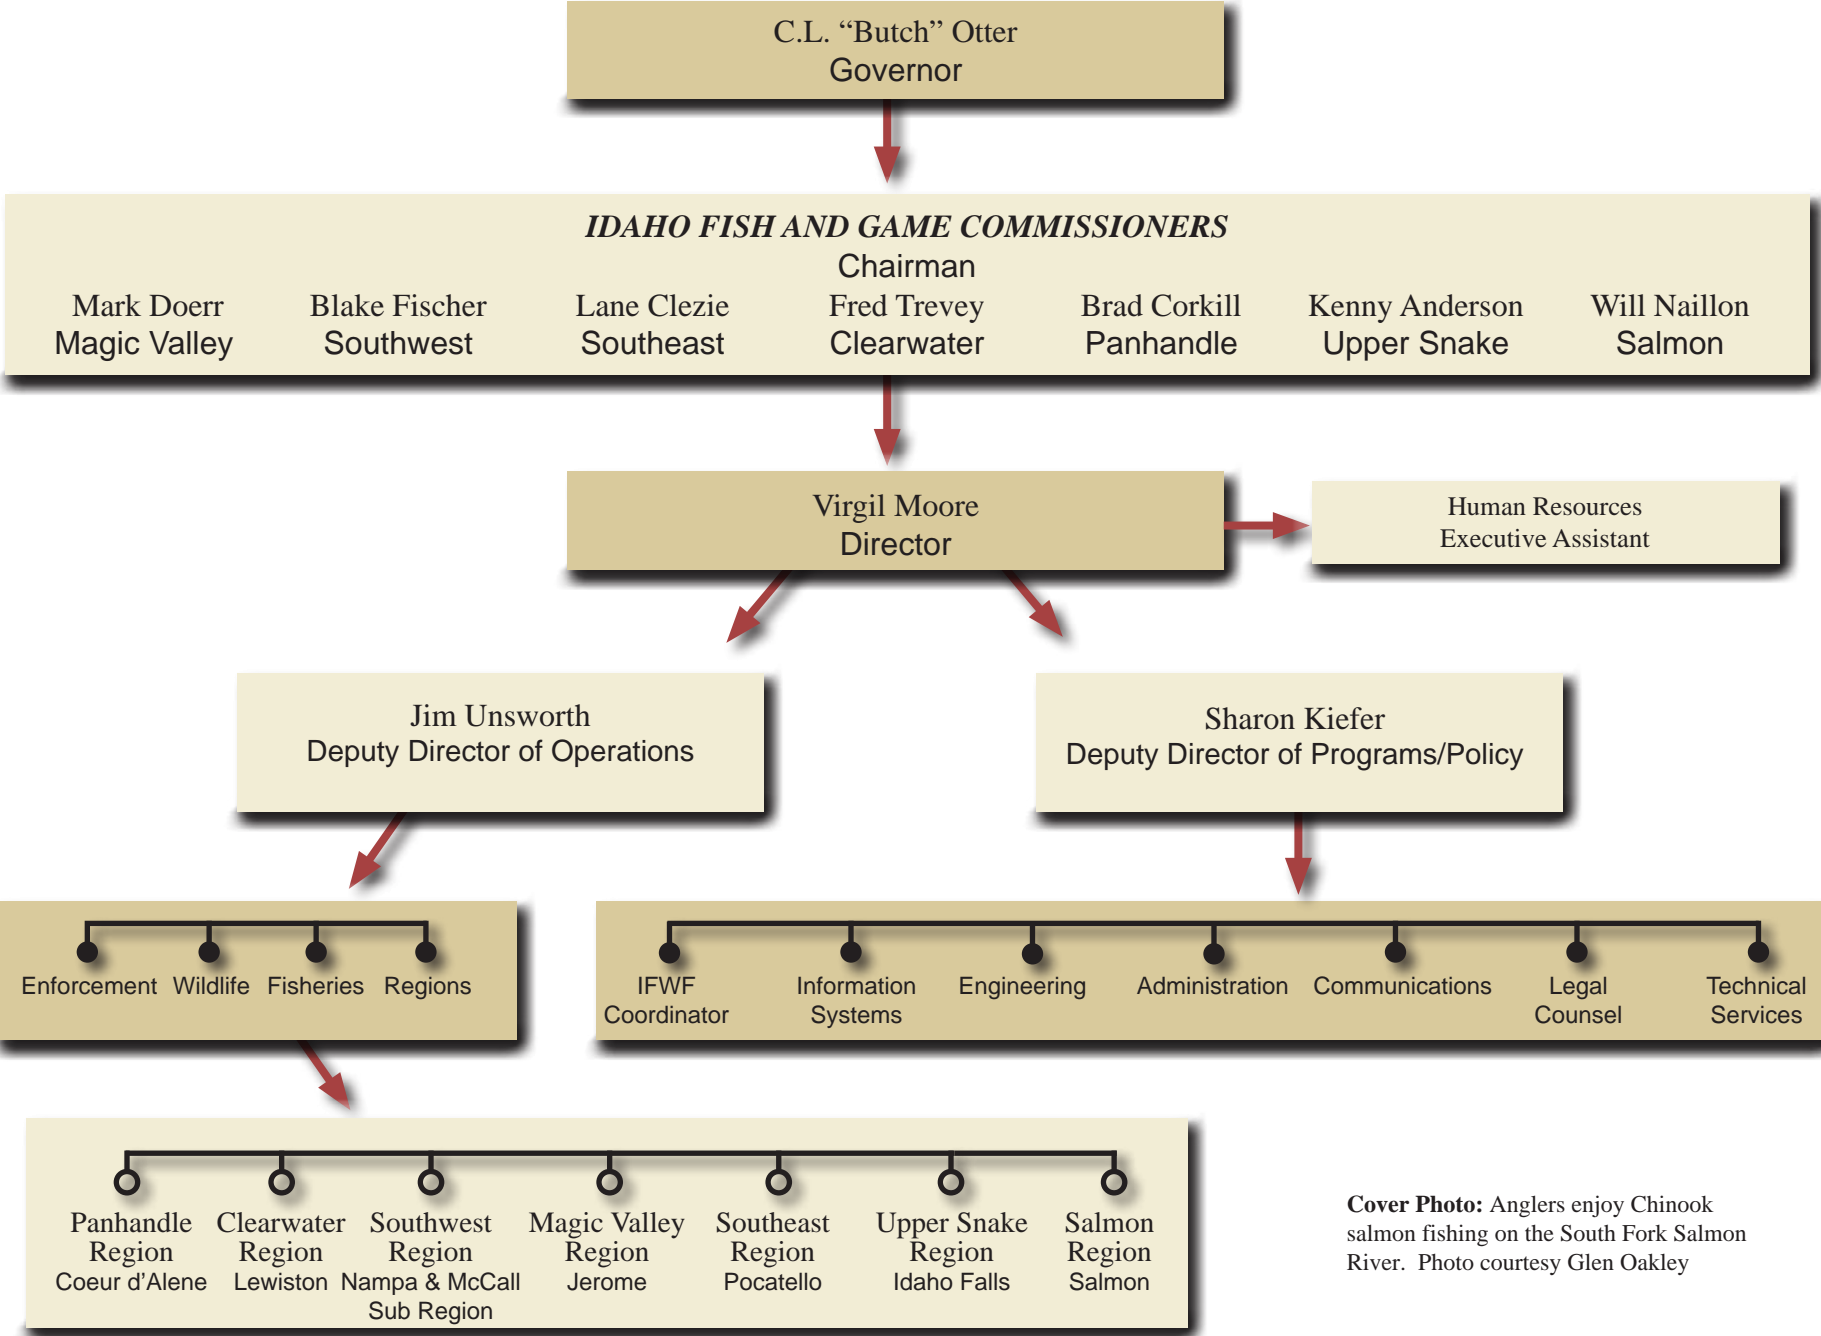 C.L. “Butch” Otter
Governor
IDAHO FISH AND GAME COMMISSIONERS
Chairman
Mark Doerr Blake Fischer Lane Clezie Fred Trevey Brad Corkill Kenny Anderson Will Naillon
Magic Valley Southwest Southeast Clearwater Panhandle Upper Snake Salmon
Virgil Moore
Director
Human Resources
Executive Assistant
Jim Unsworth
Deputy Director of Operations
Sharon Kiefer
Deputy Director of Programs/Policy
Enforcement Wildlife Fisheries Regions
IFWF Information Engineering Administration Communications Legal Technical
Coordinator Systems Counsel Services
Panhandle Clearwater Southwest Magic Valley Southeast Upper Snake Salmon
Region Region Region Region Region Region Region
Coeur d’Alene Lewiston Nampa & McCall Jerome Pocatello Idaho Falls Salmon
Sub Region
Cover Photo: Anglers enjoy Chinook
salmon fishing on the South Fork Salmon
River. Photo courtesy Glen Oakley